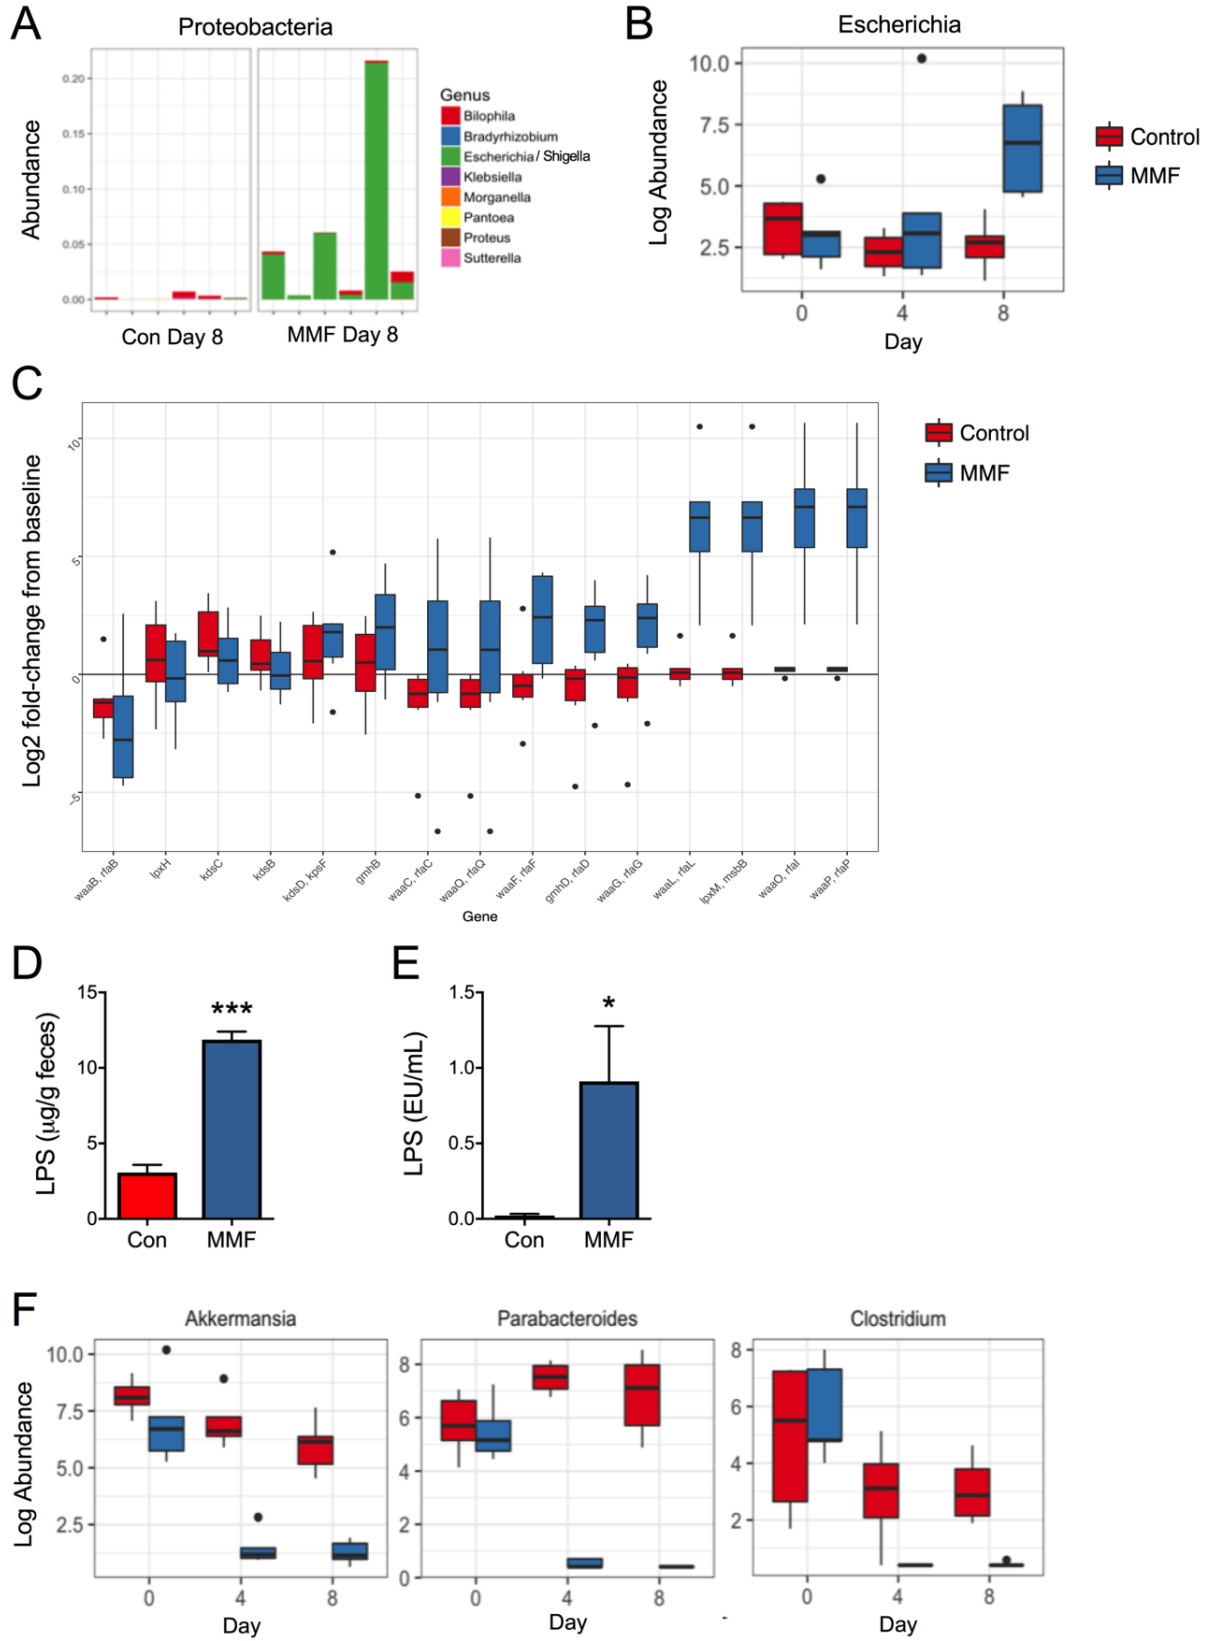 A
Proteobacteria
Abundance
0.20
0.15
0.10
0.05
0.00
Con Day 8
MMF Day 8
Genus
Bilophila
Bradyrhizobium
Escherichia / Shigella
Klebsiella
Morganella
Pantoea
Proteus
Sutterella
B
Escherichia
Log Abundance
10.0
7.5
5.0
2.5
0 4 8
Day
Control
MMF
C
Log2 fold-change from baseline
10
5
0
-5
waaB, rfaB
lpxH
kdsC
kdsB
kdsD, kpsF
gmhB
waaC, rfaC
waaQ, rfaQ
waaF, rfaF
gmhD, rfaD
waaG, rfaG
waaL, rfaL
lpxM, msbB
waaO, rfaI
waaP, rfaP
Gene
Control
MMF
D
LPS (µg/g feces)
15
10
5
0
***
Con MMF
E
LPS (EU/mL)
1.5
1.0
0.5
0.0
*
Con MMF
F
Akkermansia
Log Abundance
10.0
7.5
5.0
2.5
0 4 8
Day
Parabacteroides
8
6
4
2
0
0 4 8
Day
Clostridium
8
6
4
2
0 4 8
Day